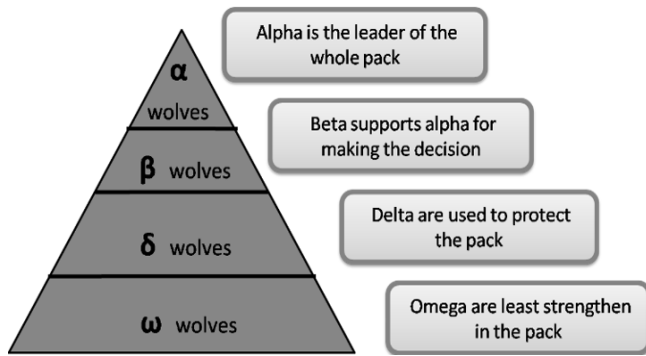 Alpha is the leader of the
whole pack
α
wolves
Beta supports alpha for
making the decision
β wolves
Delta are used to protect
the pack
δ wolves
Omega are least strengthen
in the pack
ω wolves